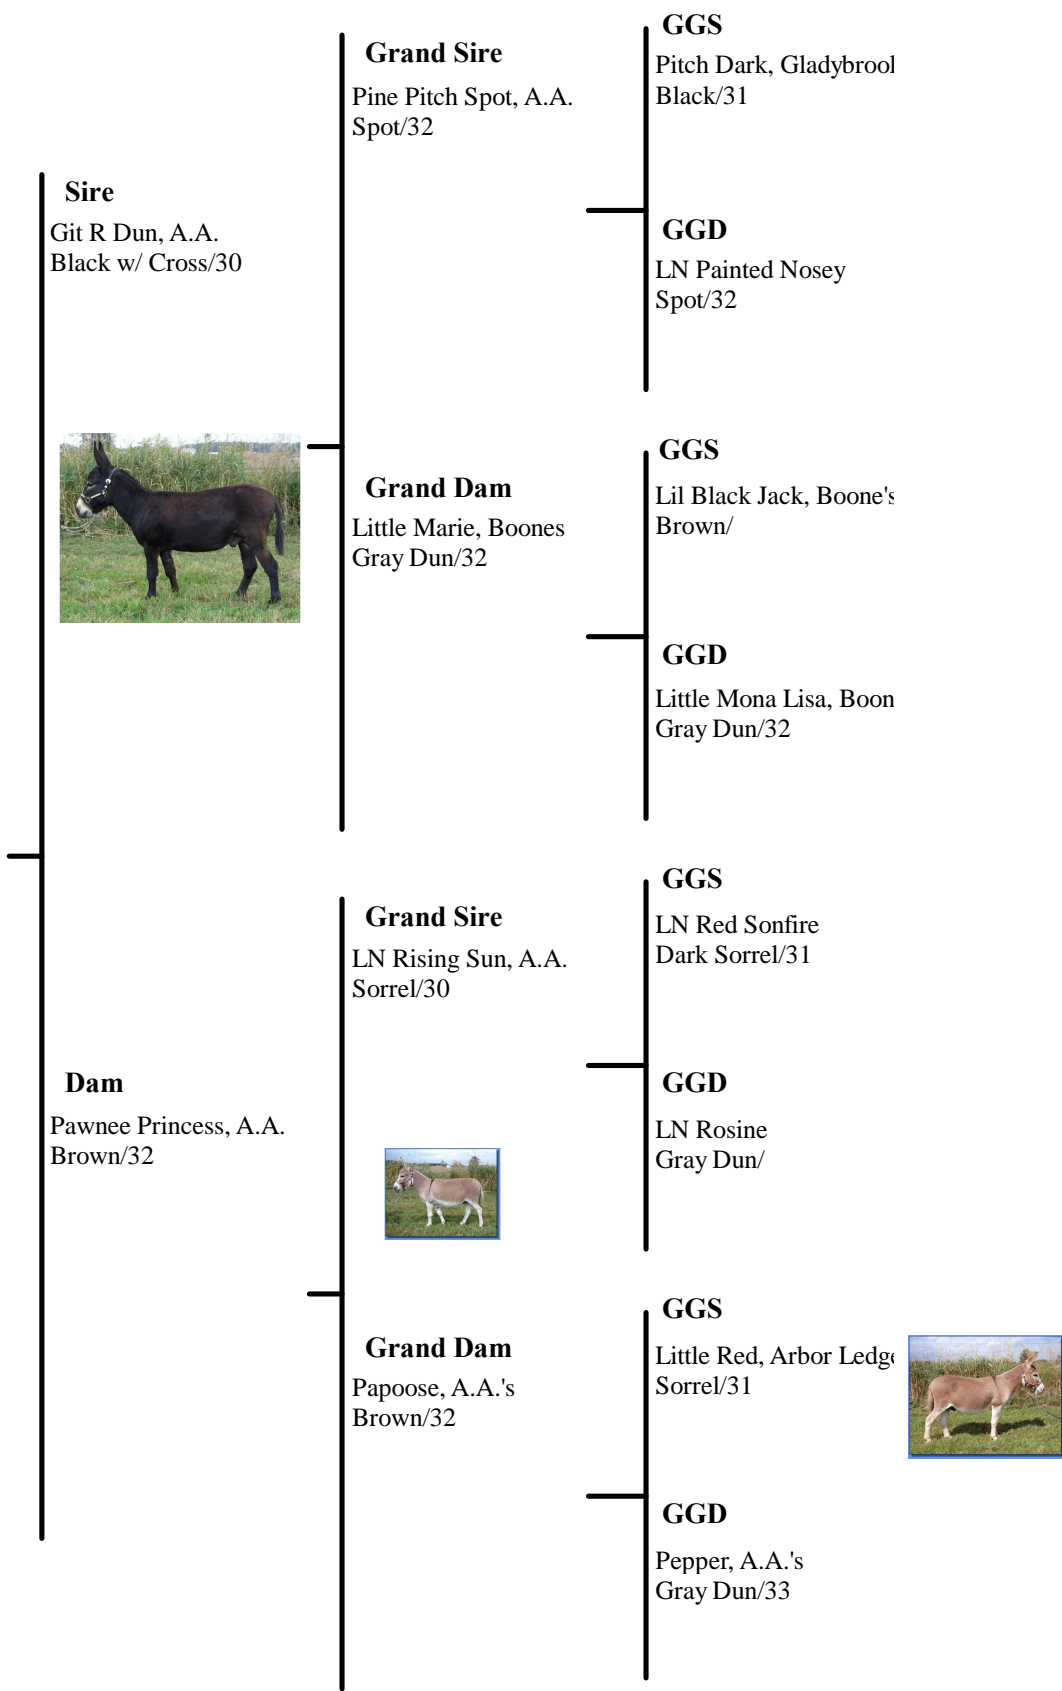 Sire
Git R Dun, A.A.
Black w/ Cross/30
Dam
Pawnee Princess, A.A.
Brown/32
Grand Sire
Pine Pitch Spot, A.A.
Spot/32
Grand Dam
Little Marie, Boones
Gray Dun/32
Grand Sire
LN Rising Sun, A.A.
Sorrel/30
Grand Dam
Papoose, A.A.'s
Brown/32
GGS
Pitch Dark,
Black/31
GGD
LN Painted Nosey
Spot/32
GGS
Lil Black Jack, Boone's
Brown/
GGD
Little Mona Lisa, Boon
Gray Dun/32
GGS
LN Red Sonfire
Dark Sorrel/31
GGD
LN Rosine
Gray Dun/
GGS
Little Red, Arbor Ledge
Sorrel/31
GGD
Pepper, A.A.'s
Gray Dun/33